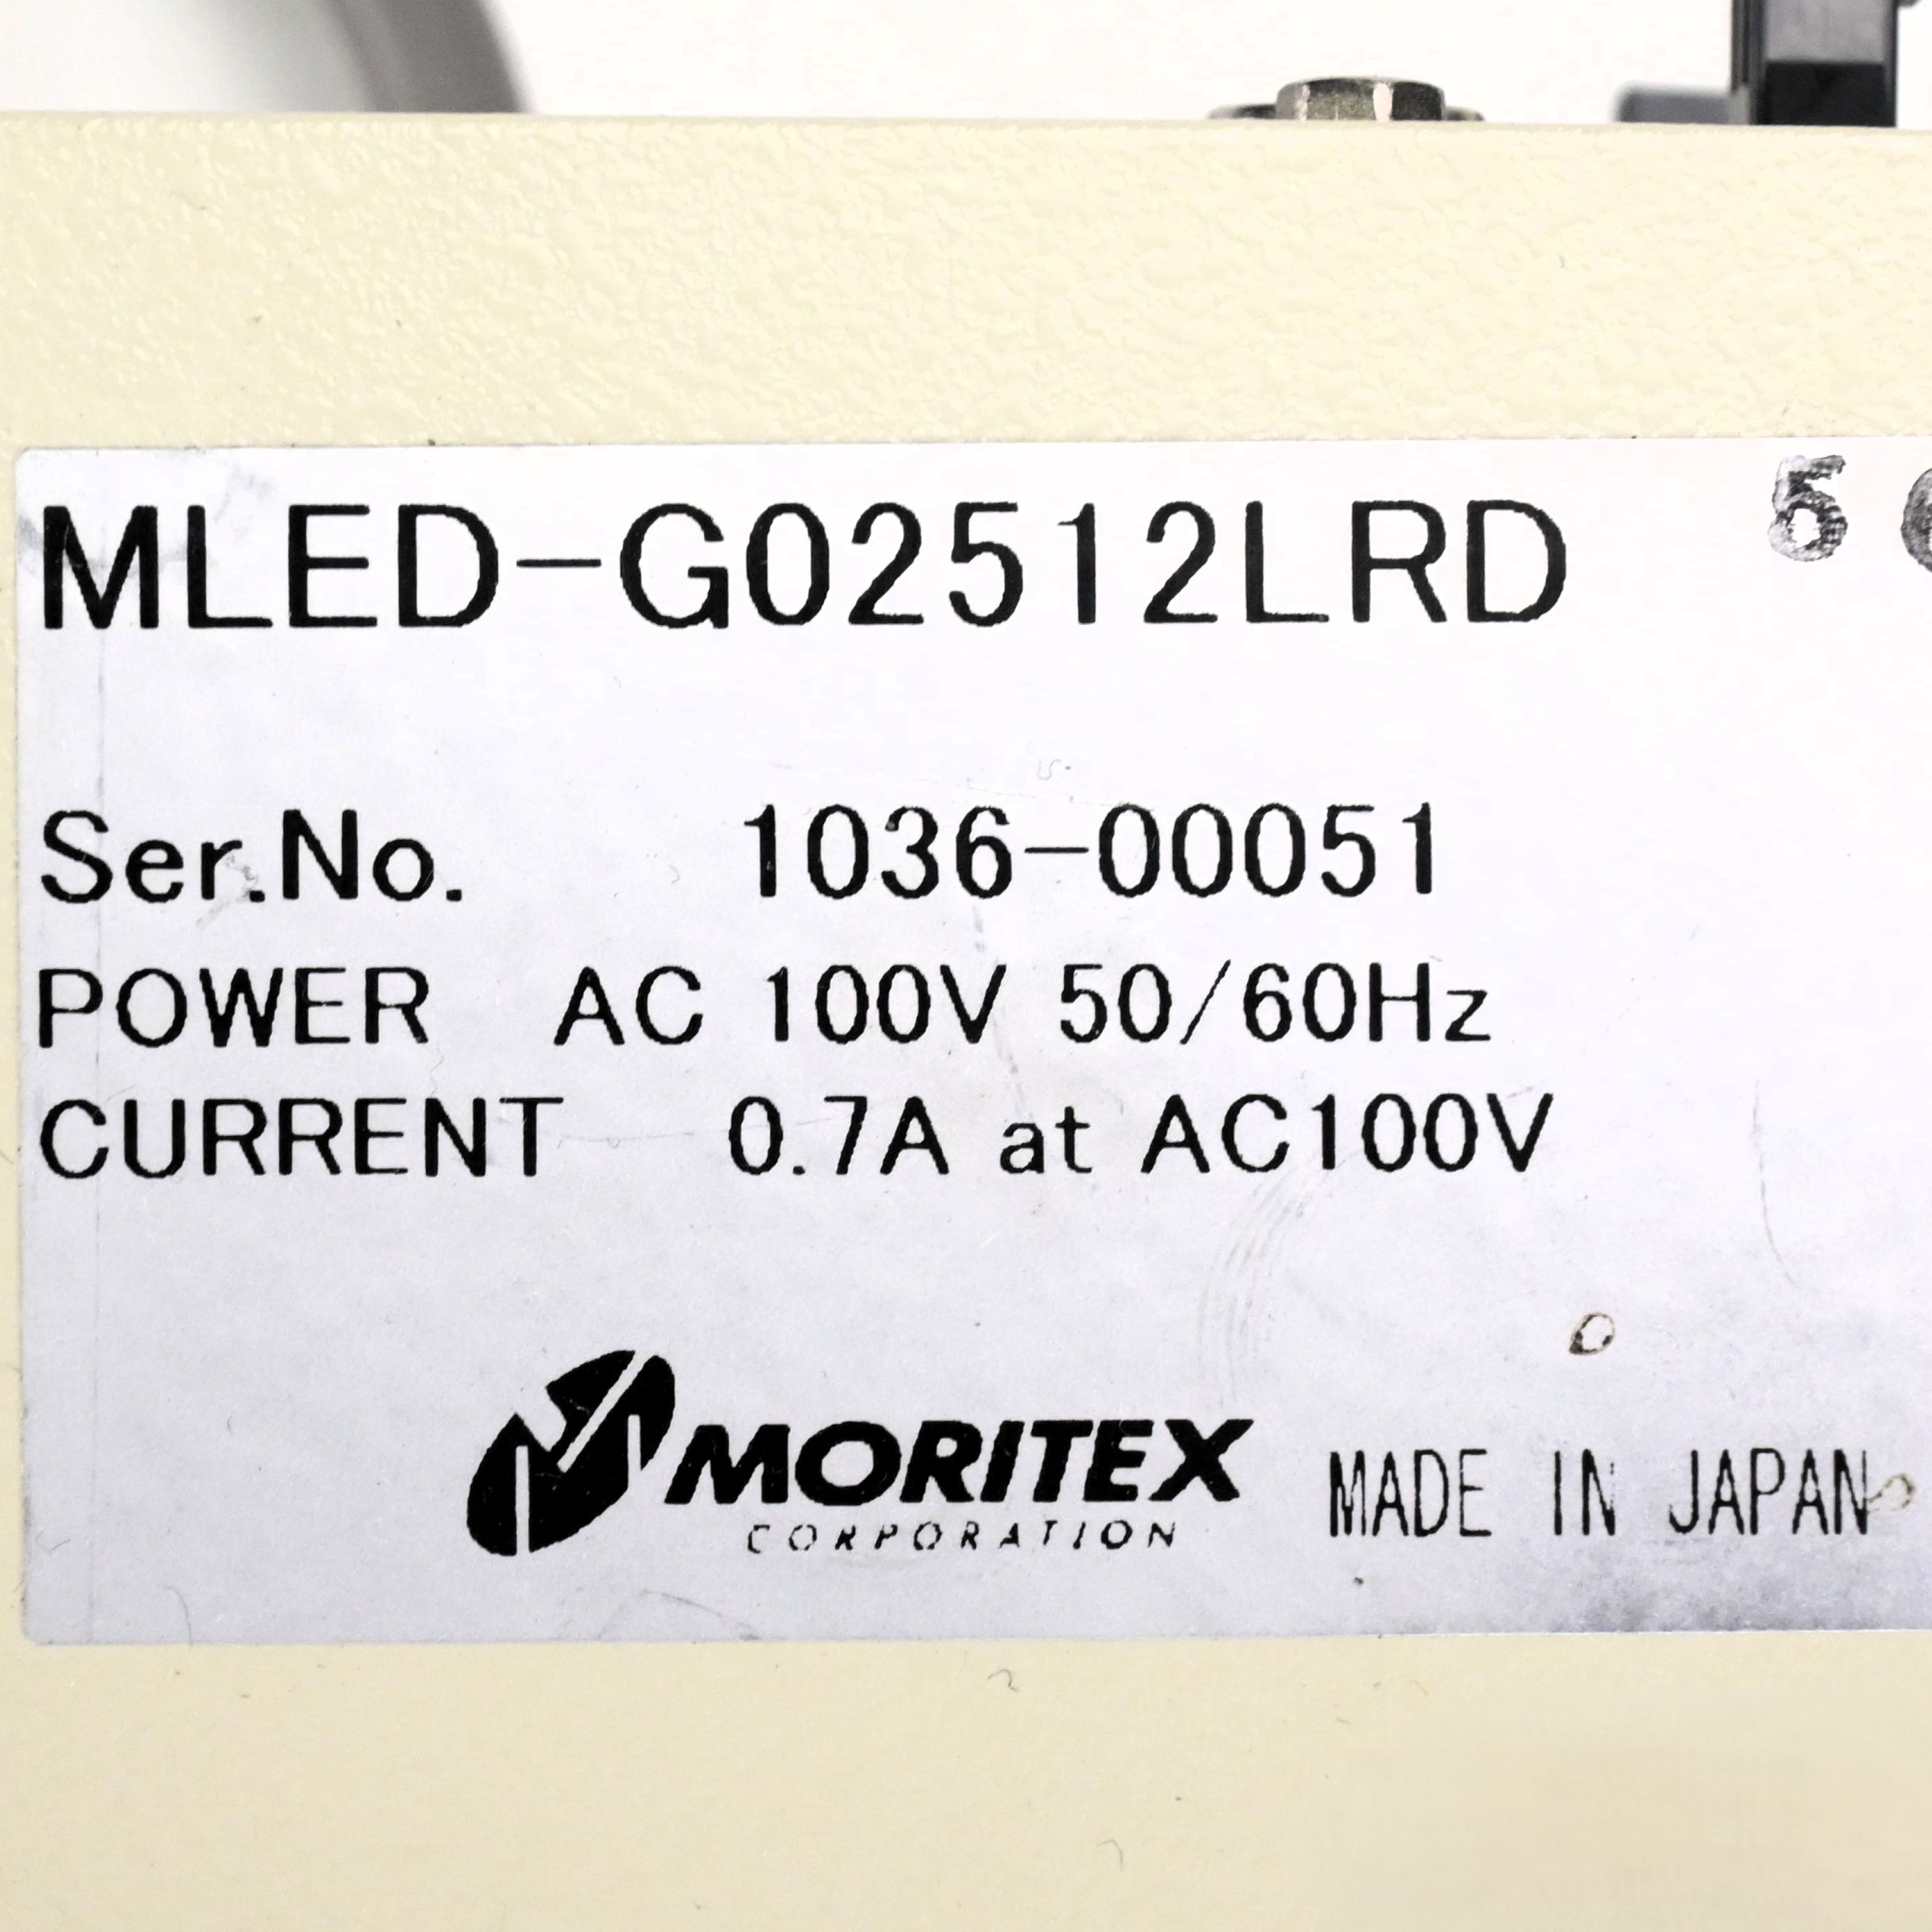 MLED-G02512LRD 5
Ser.No. 1036-00051
POWER AC 100V 50/60Hz
CURRENT 0.7A at AC100V
MORITEX
CORPORATION
MADE IN JAPAN